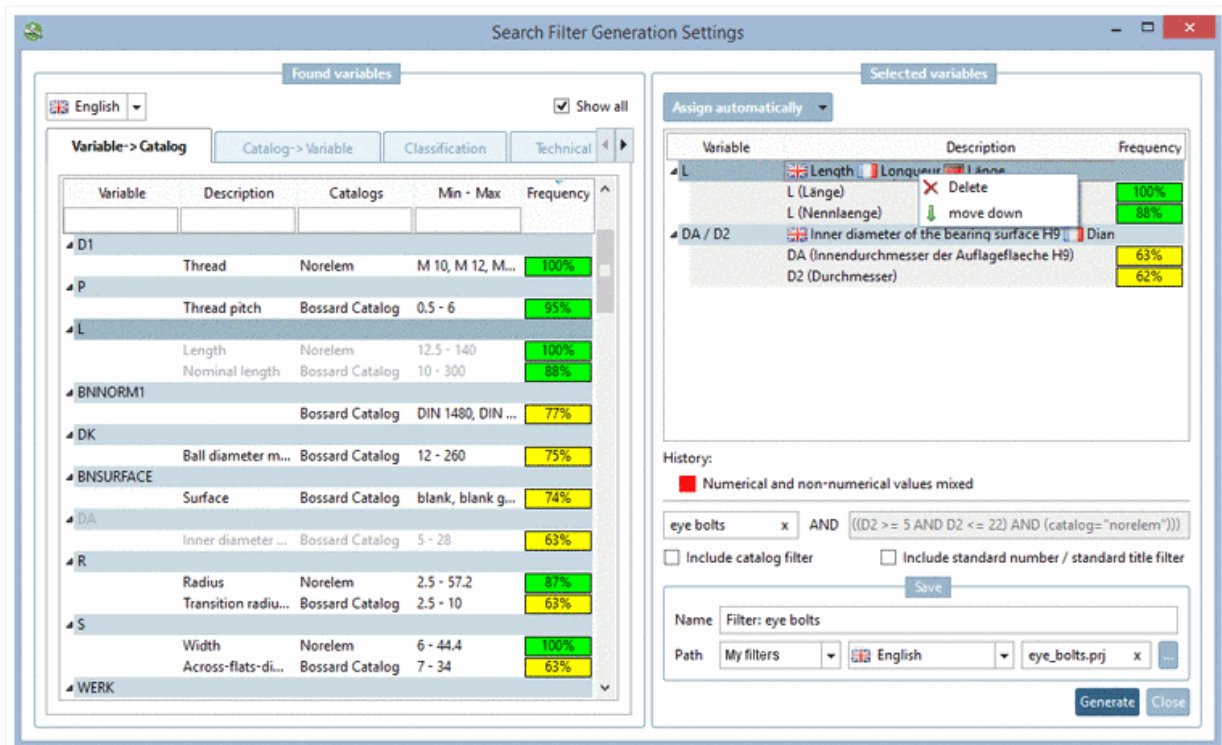 Search Filter Generation Settings
Found variables
English
Show all
Variable->Catalog Catalog->Variable Classification Technical
Variable Description Catalogs Min - Max Frequency
D1
Thread Norelem M 10, M 12, M... 100%
P
Thread pitch Bossard Catalog 0.5 - 6 95%
L
Length Norelem 12.5 - 140 100%
Nominal length Bossard Catalog 10 - 300 88%
BNNORM1
Bossard Catalog DIN 1480, DIN ... 77%
DK
Ball diameter m... Bossard Catalog 12 - 260 75%
BNSURFACE
Surface Bossard Catalog blank, blank g... 74%
DA
Inner diameter ... Bossard Catalog 5 - 28 63%
R
Radius Norelem 2.5 - 57.2 87%
Transition radiu... Bossard Catalog 2.5 - 10 63%
S
Width Norelem 6 - 44.4 100%
Across-flats-di... Bossard Catalog 7 - 34 63%
WERK
Selected variables
Assign automatically
Variable Description Frequency
L Length Longueur Länge
L (Länge) 100%
L (Nennlaenge) 88%
Delete
move down
DA / D2 Inner diameter of the bearing surface H9 Dian
DA (Innendurchmesser der Auflageflaeche H9) 63%
D2 (Durchmesser) 62%
History:
Numerical and non-numerical values mixed
eye bolts x AND ((D2 >= 5 AND D2 <= 22) AND (catalog="norelem")))
Include catalog filter Include standard number / standard title filter
Save
Name Filter: eye bolts
Path My filters English eye_bolts.prj x ...
Generate Close